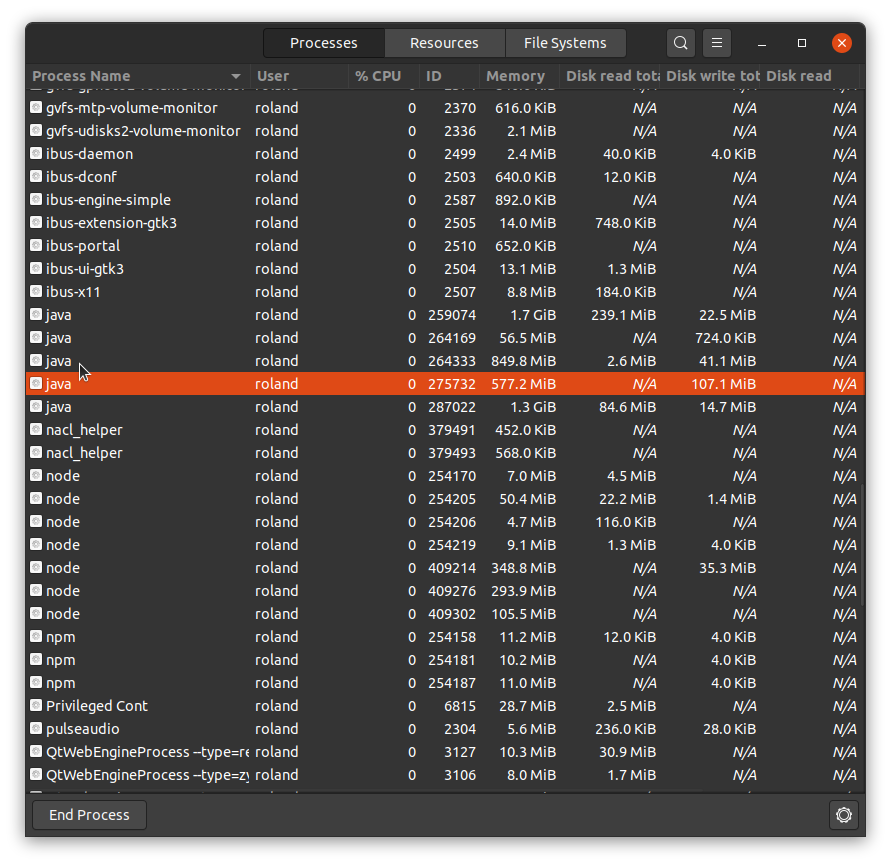 Processes Resources File Systems
Process Name User % CPU ID Memory Disk read tota Disk write tot Disk read
gvfs-mtp-volume-monitor roland 0 2370 616.0 KiB N/A N/A N/A
gvfs-udisks2-volume-monitor roland 0 2336 2.1 MiB N/A N/A N/A
ibus-daemon roland 0 2499 2.4 MiB 40.0 KiB 4.0 KiB N/A
ibus-dconf roland 0 2503 640.0 KiB 12.0 KiB N/A N/A
ibus-engine-simple roland 0 2587 892.0 KiB N/A N/A N/A
ibus-extension-gtk3 roland 0 2505 14.0 MiB 748.0 KiB N/A N/A
ibus-portal roland 0 2510 652.0 KiB N/A N/A N/A
ibus-ui-gtk3 roland 0 2504 13.1 MiB 1.3 MiB N/A N/A
ibus-x11 roland 0 2507 8.8 MiB 184.0 KiB N/A N/A
java roland 0 259074 1.7 GiB 239.1 MiB 22.5 MiB N/A
java roland 0 264169 56.5 MiB N/A 724.0 KiB N/A
java roland 0 264333 849.8 MiB 2.6 MiB 41.1 MiB N/A
java roland 0 275732 577.2 MiB N/A 107.1 MiB N/A
java roland 0 287022 1.3 GiB 84.6 MiB 14.7 MiB N/A
nacl_helper roland 0 379491 452.0 KiB N/A N/A N/A
nacl_helper roland 0 379493 568.0 KiB N/A N/A N/A
node roland 0 254170 7.0 MiB 4.5 MiB N/A N/A
node roland 0 254205 50.4 MiB 22.2 MiB 1.4 MiB N/A
node roland 0 254206 4.7 MiB 116.0 KiB N/A N/A
node roland 0 254219 9.1 MiB 1.3 MiB 4.0 KiB N/A
node roland 0 409214 348.8 MiB N/A 35.3 MiB N/A
node roland 0 409276 293.9 MiB N/A N/A N/A
node roland 0 409302 105.5 MiB N/A N/A N/A
npm roland 0 254158 11.2 MiB 12.0 KiB 4.0 KiB N/A
npm roland 0 254181 10.2 MiB N/A 4.0 KiB N/A
npm roland 0 254187 11.0 MiB N/A 4.0 KiB N/A
Privileged Cont roland 0 6815 28.7 MiB 2.5 MiB N/A N/A
pulseaudio roland 0 2304 5.6 MiB 236.0 KiB 28.0 KiB N/A
QtWebEngineProcess --type=re roland 0 3127 10.3 MiB 30.9 MiB N/A N/A
QtWebEngineProcess --type=zy roland 0 3106 8.0 MiB 1.7 MiB N/A N/A
End Process